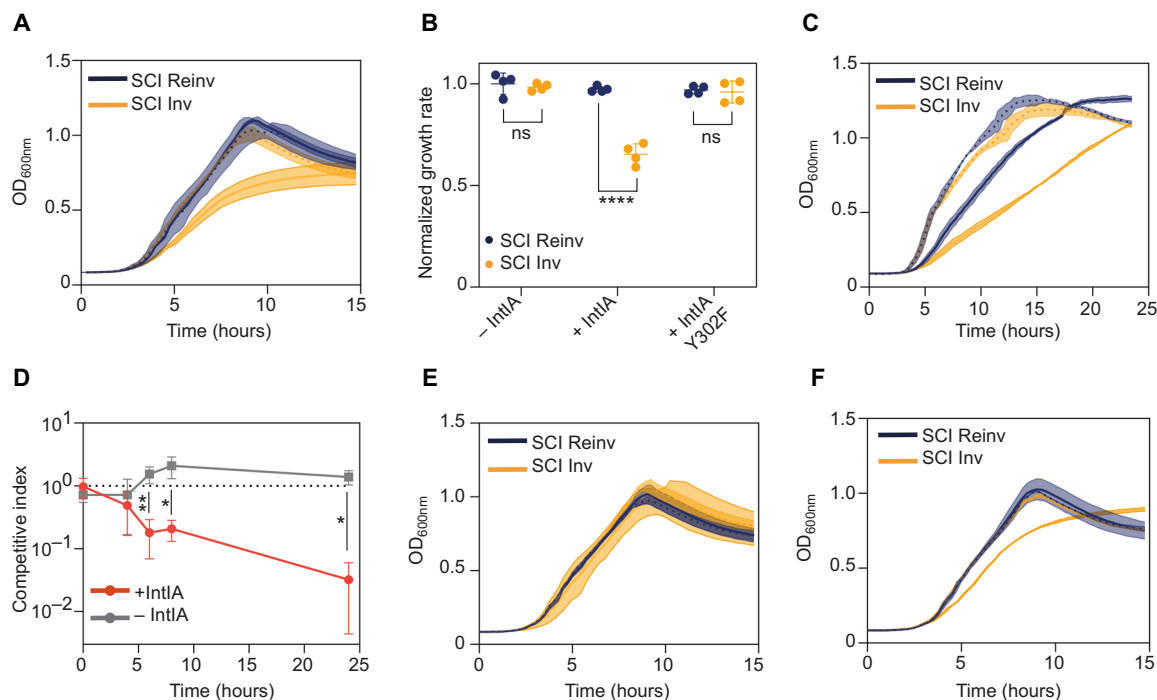 A
1.5
1.0
0.5
0
OD600nm
SCI Reinv
SCI Inv
0
5
10
15
Time (hours)
B
1.0
0.5
0
Normalized growth rate
ns
****
ns
SCI Reinv
SCI Inv
– IntIA
+ IntIA
+ IntIA
Y302F
C
1.5
1.0
0.5
0
OD600nm
SCI Reinv
SCI Inv
0
5
10
15
20
25
Time (hours)
D
10^1
10^0
10^−1
10^−2
Competitive index
**
*
*
+IntIA
– IntIA
0
5
10
15
20
25
Time (hours)
E
1.5
1.0
0.5
0
OD600nm
SCI Reinv
SCI Inv
0
5
10
15
Time (hours)
F
1.5
1.0
0.5
0
OD600nm
SCI Reinv
SCI Inv
0
5
10
15
Time (hours)